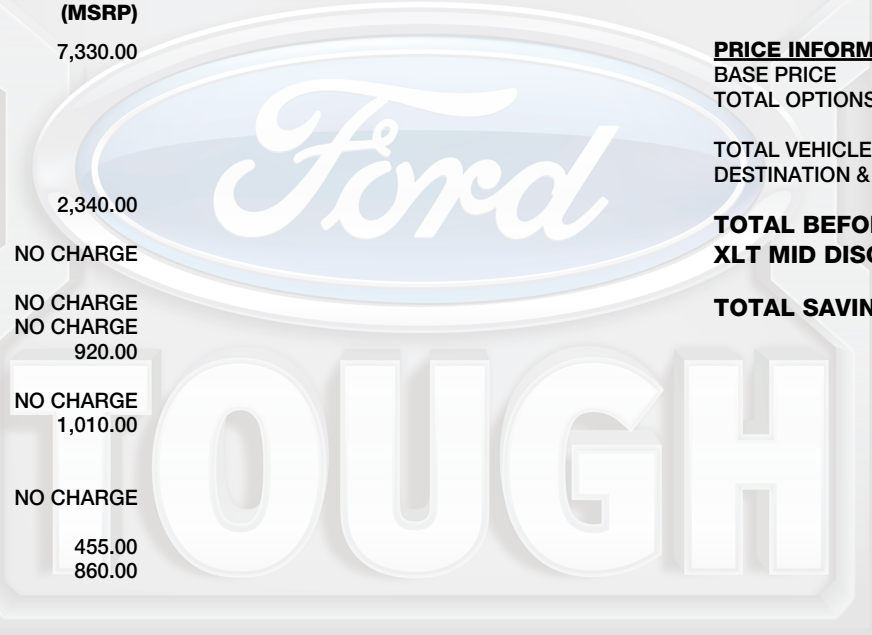 (MSRP)
7,330.00
2,340.00
NO CHARGE
NO CHARGE
NO CHARGE
920.00
NO CHARGE
1,010.00
NO CHARGE
455.00
860.00
PRICE INFORM
BASE PRICE
TOTAL OPTIONS
TOTAL VEHICLE
DESTINATION &
TOTAL BEFO
XLT MID DISC
TOTAL SAVIN
Ford
TOUGH